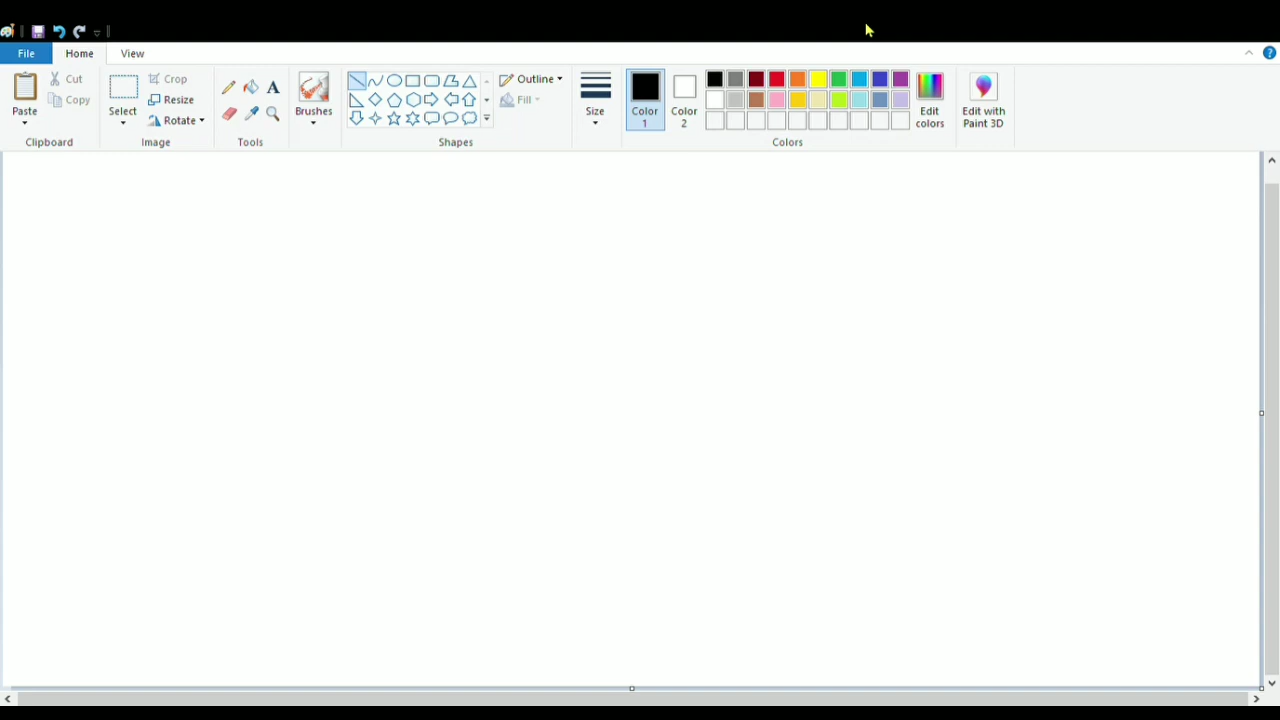 File Home View
Paste
Cut
Copy
Clipboard
Select
Crop
Resize
Rotate
Image
A
Tools
Brushes
Shapes
Outline
Fill
Size
Color
1
Color
2
Edit
colors
Colors
Edit with
Paint 3D
?